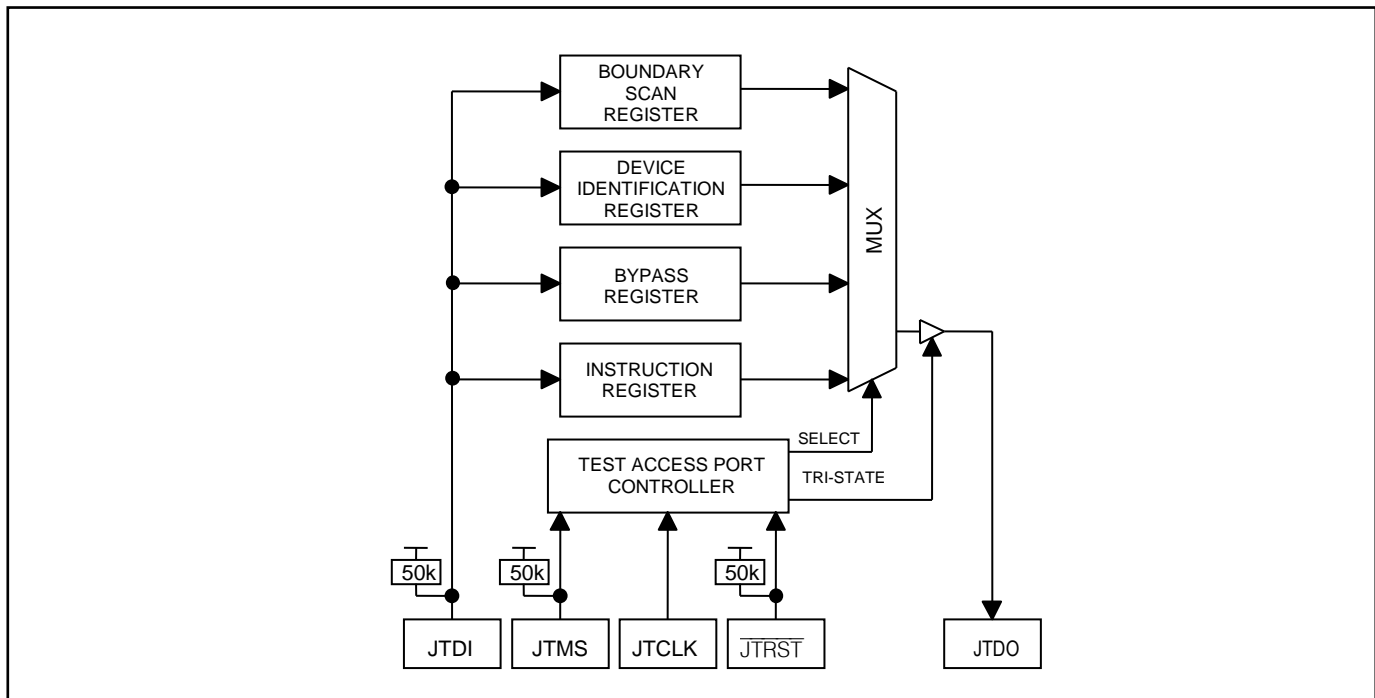 BOUNDARY
SCAN
REGISTER
DEVICE
IDENTIFICATION
REGISTER
BYPASS
REGISTER
INSTRUCTION
REGISTER
MUX
SELECT
TEST ACCESS PORT
CONTROLLER
TRI-STATE
50k
50k
50k
JTDI
JTMS
JTCLK
JTRST
JTDO